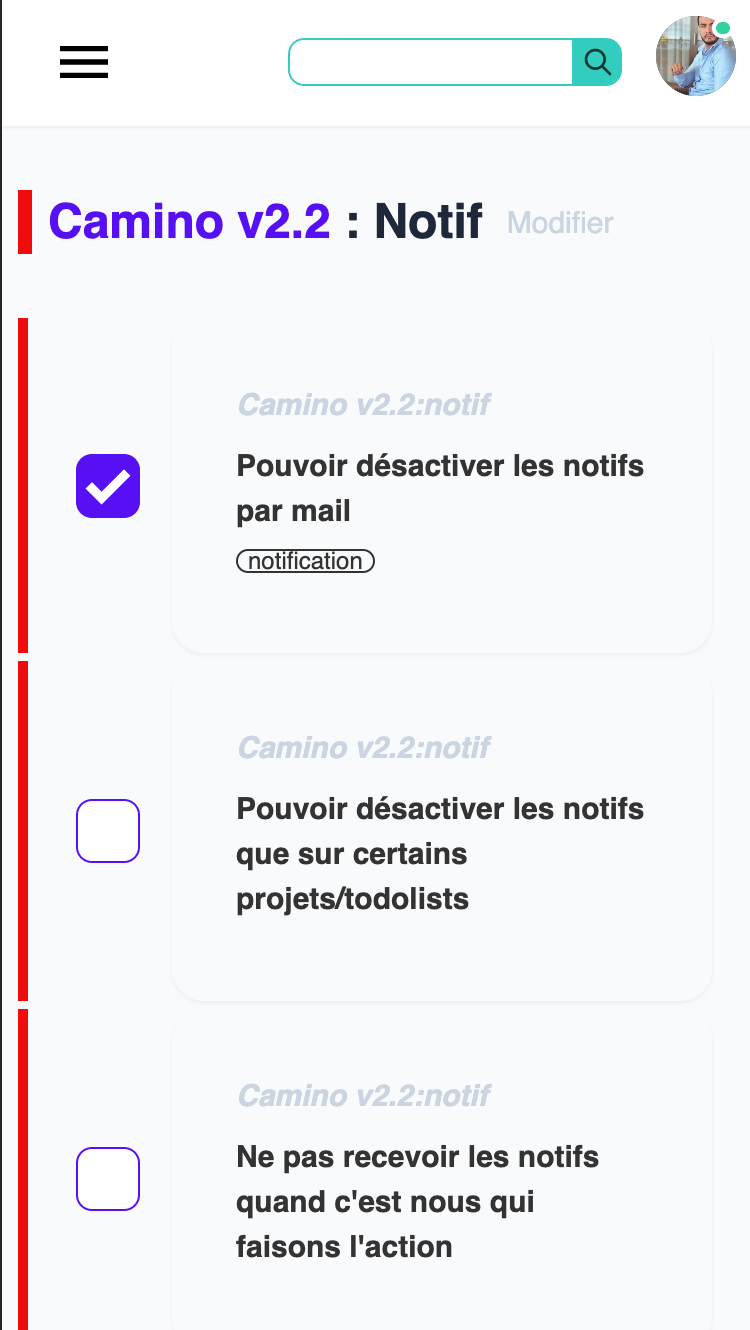 Camino v2.2 : Notif Modifier
Camino v2.2:notif
Pouvoir désactiver les notifs
par mail
notification
Camino v2.2:notif
Pouvoir désactiver les notifs
que sur certains
projets/todolists
Camino v2.2:notif
Ne pas recevoir les notifs
quand c'est nous qui
faisons l'action